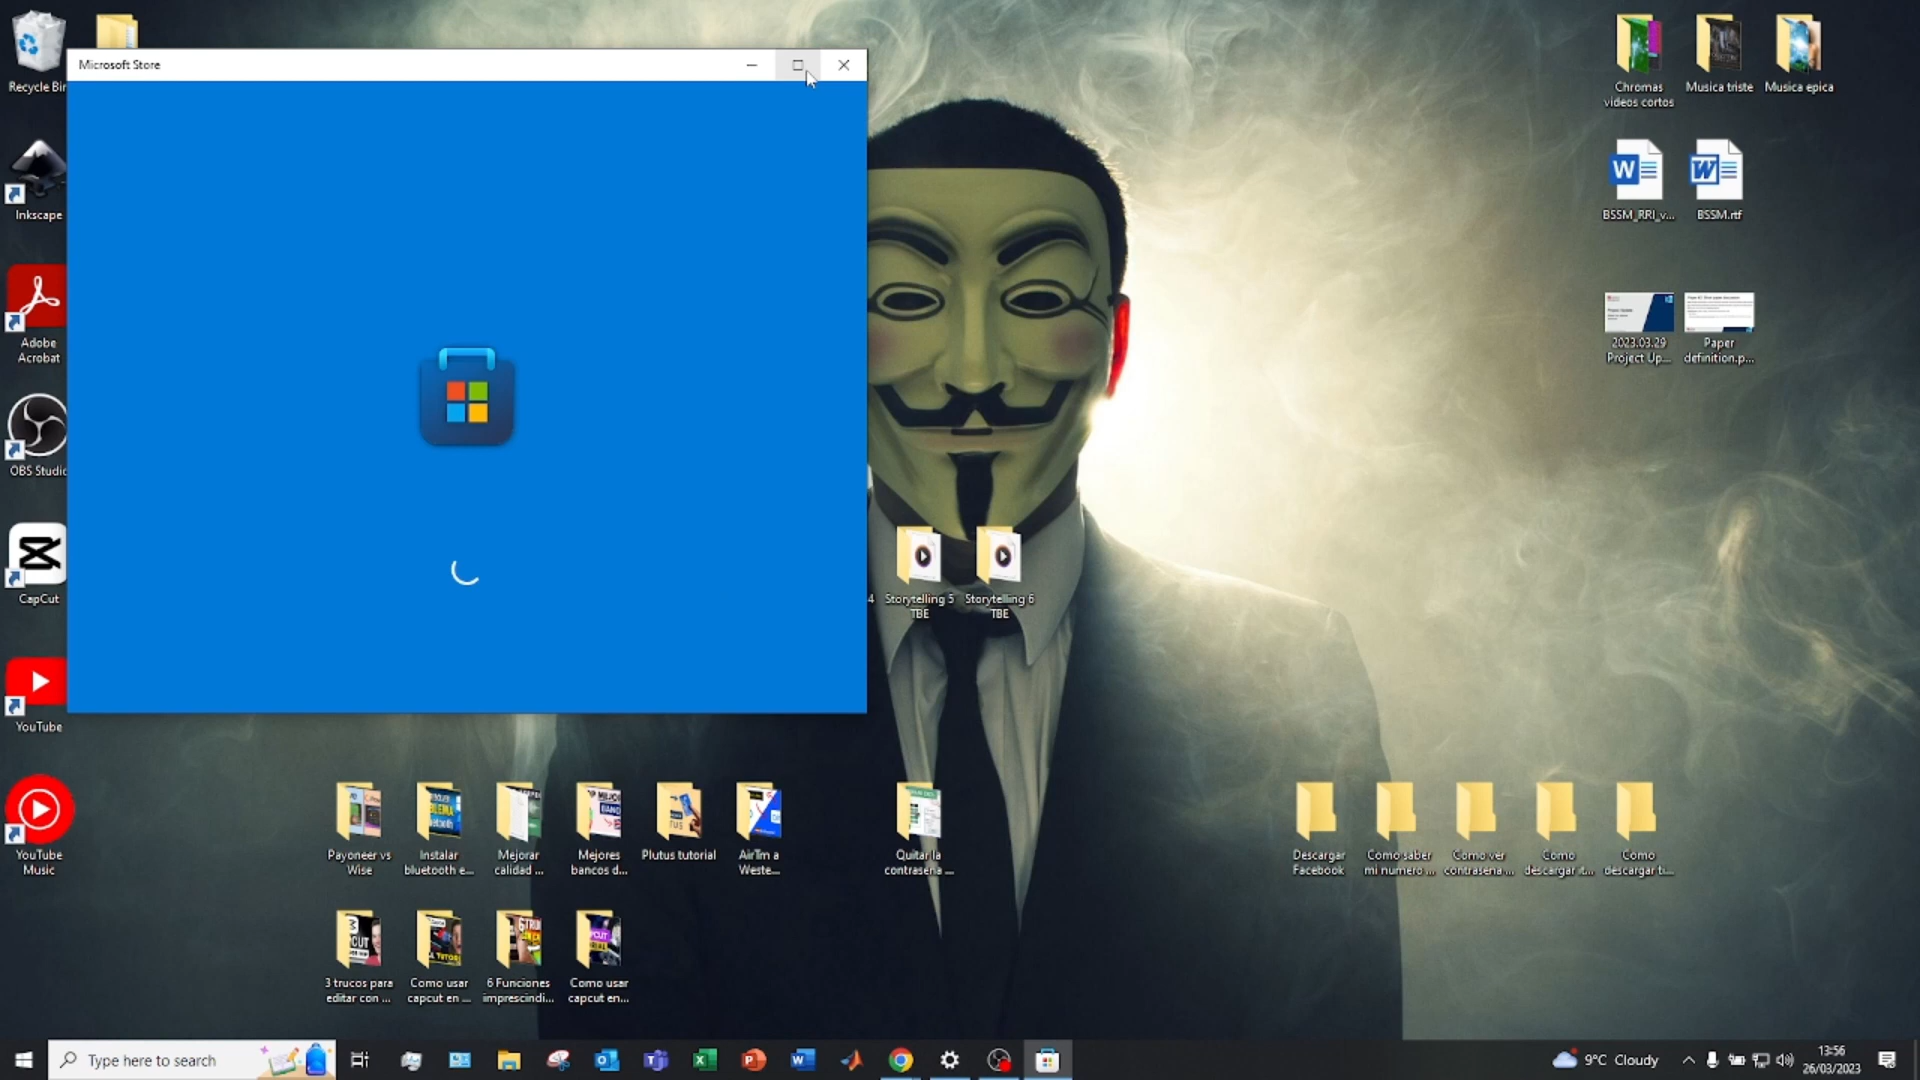 Microsoft Store
Recycle Bin
Inkscape
Adobe
Acrobat
OBS Studio
CapCut
YouTube
YouTube
Music
Chromas
videos cortos
Musica triste
Musica epica
BSSM_RRI_v...
BSSM.rtf
2023.03.29
Project Up...
Paper
definition.p...
4
Storytelling 5
TBE
Storytelling 6
TBE
Payoneer vs
Wise
Instalar
bluetooth e...
Mejorar
calidad ...
Mejores
bancos d...
Plutus tutorial
AirTm a
Weste...
Quitar la
contraseña ...
Descargar
Facebook
Como saber
mi numero ...
Como ver
contraseña ...
Como
descargar it...
Como
descargar ti...
3 trucos para
editar con ...
Como usar
capcut en ...
6 Funciones
imprescindi...
Como usar
capcut en...
Type here to search
9°C Cloudy
13:56
26/03/2023